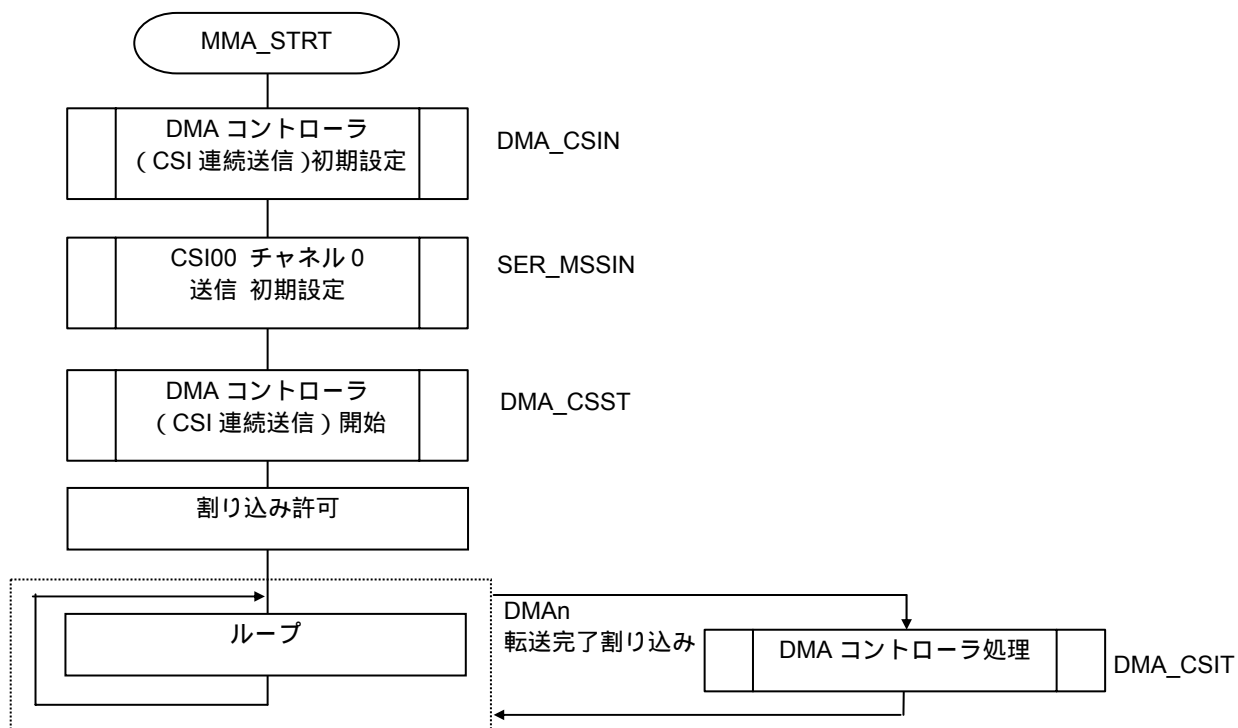 MMA_STRT
DMA コントローラ
(CSI 連続送信)初期設定
DMA_CSIN
CSI00 チャネル 0
送信 初期設定
SER_MSSIN
DMA コントローラ
(CSI 連続送信)開始
DMA_CSST
割り込み許可
ループ
DMAn
転送完了割り込み
DMA コントローラ処理
DMA_CSIT